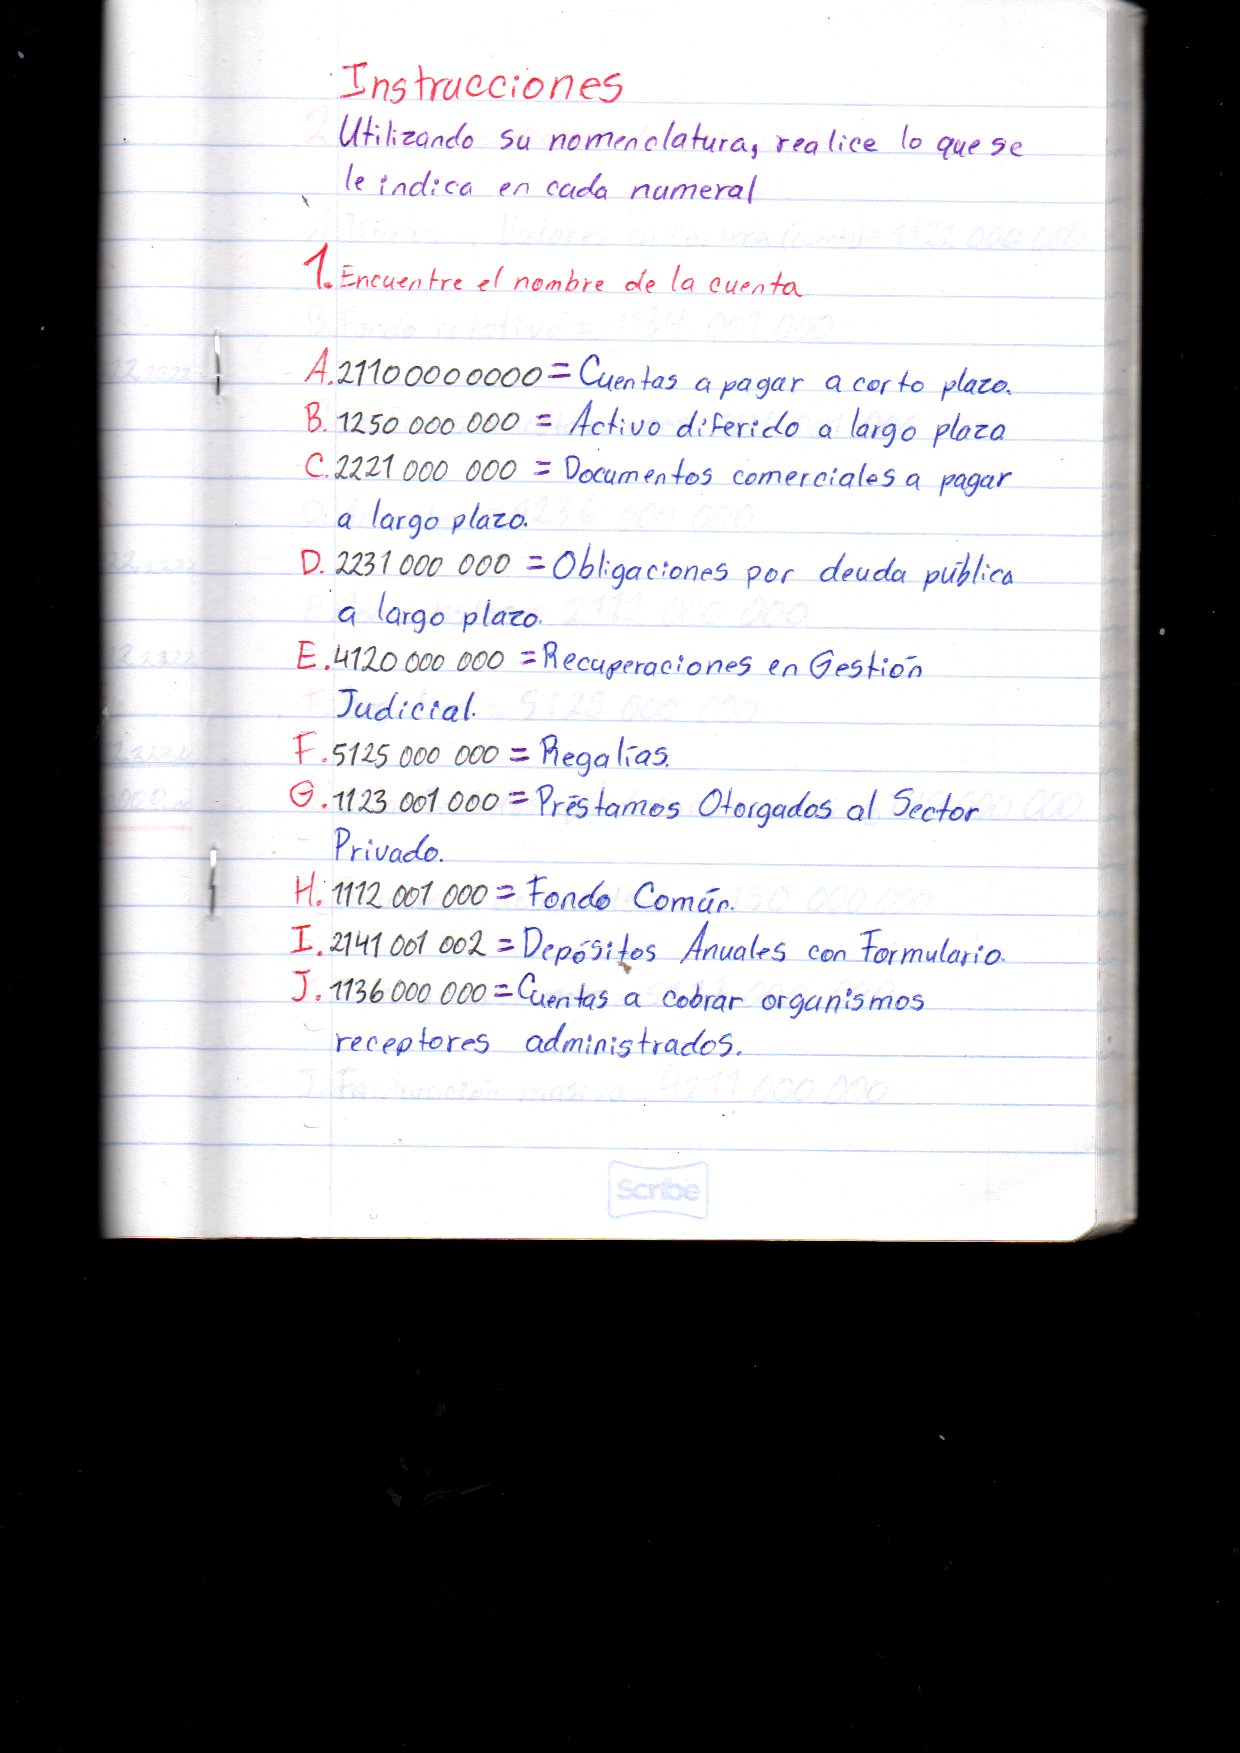 Instrucciones
Utilizando su nomenclatura, realice lo que se
le indica en cada numeral
1. Encuentre el nombre de la cuenta
A. 21100000000 = Cuentas a pagar a corto plazo.
B. 1250 000 000 = Activo diferido a largo plazo
C. 2221 000 000 = Documentos comerciales a pagar
a largo plazo.
D. 2231 000 000 = Obligaciones por deuda pública
a largo plazo.
E. 4120 000 000 = Recuperaciones en Gestión
Judicial.
F. 5125 000 000 = Regalías.
G. 1123 001 000 = Préstamos Otorgados al Sector
Privado.
H. 1112 001 000 = Fondo Común.
I. 2141 001 002 = Depósitos Anuales con Formulario.
J. 1136 000 000 = Cuentas a cobrar organismos
receptores administrados.
Scribe